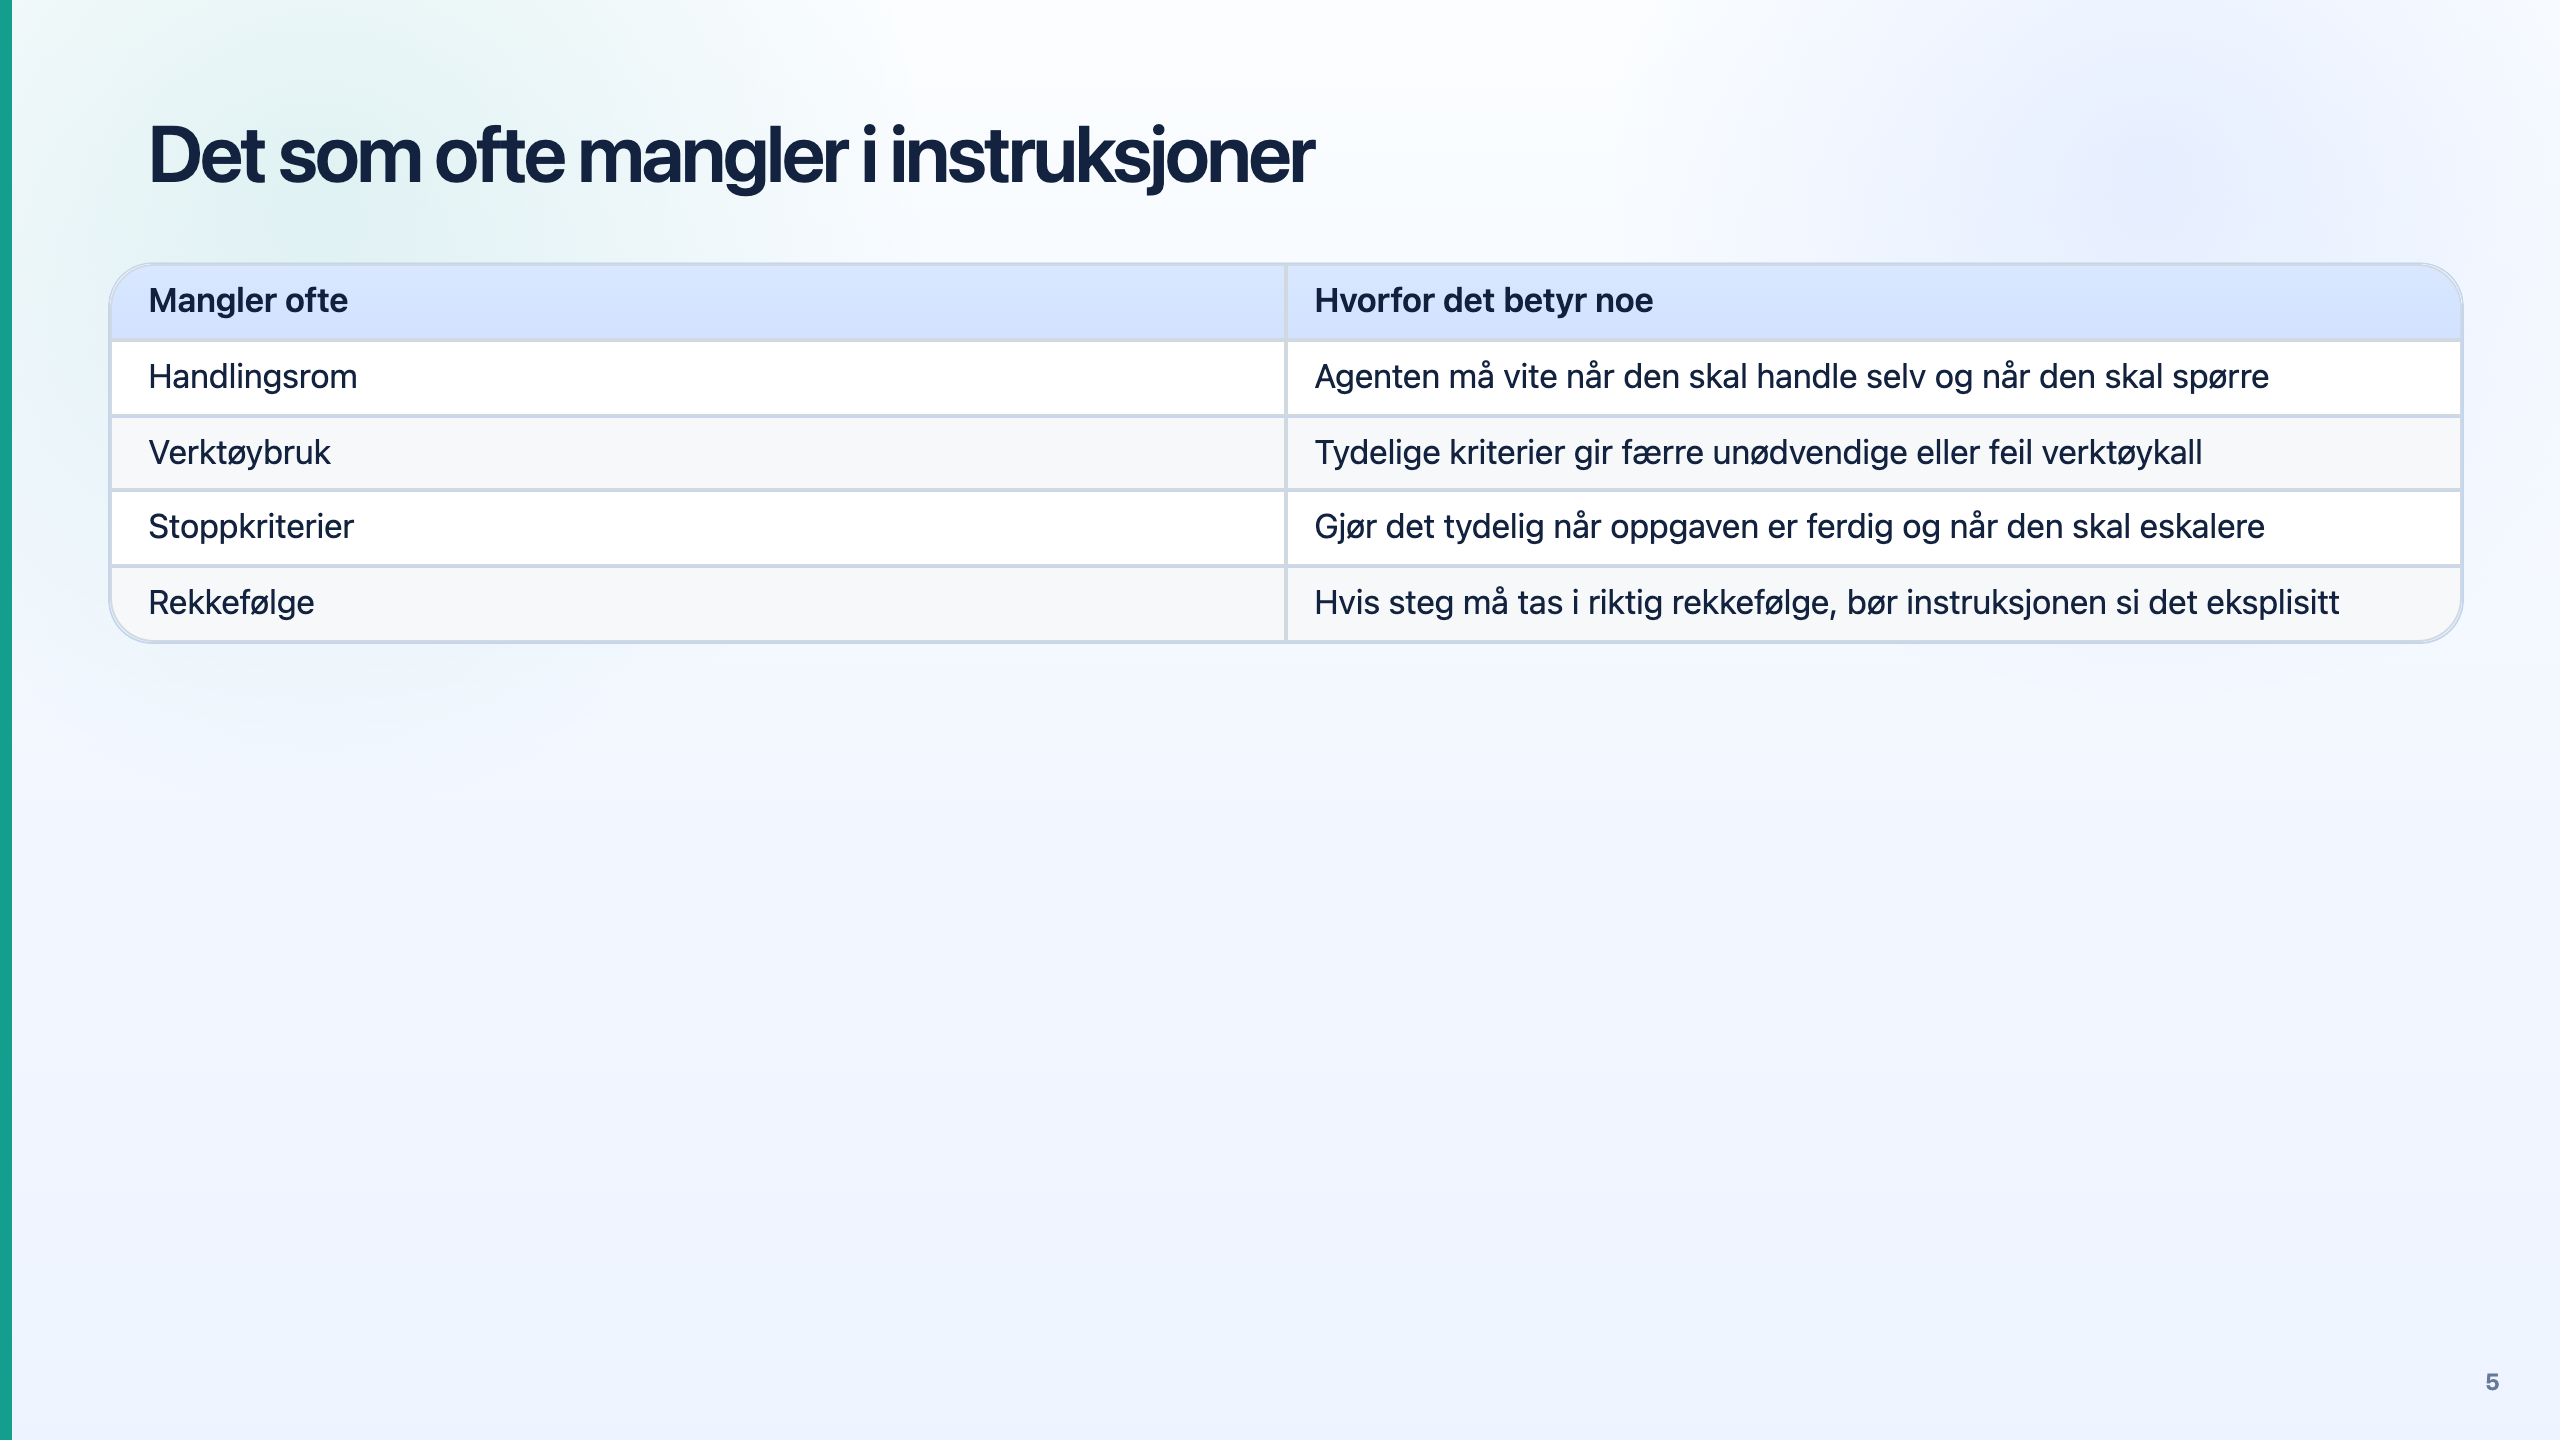 Det som ofte mangler i instruksjoner
Mangler ofte
Hvorfor det betyr noe
Handlingsrom
Agenten må vite når den skal handle selv og når den skal spørre
Verktøybruk
Tydelige kriterier gir færre unødvendige eller feil verktøykall
Stoppkriterier
Gjør det tydelig når oppgaven er ferdig og når den skal eskalere
Rekkefølge
Hvis steg må tas i riktig rekkefølge, bør instruksjonen si det eksplisitt
5